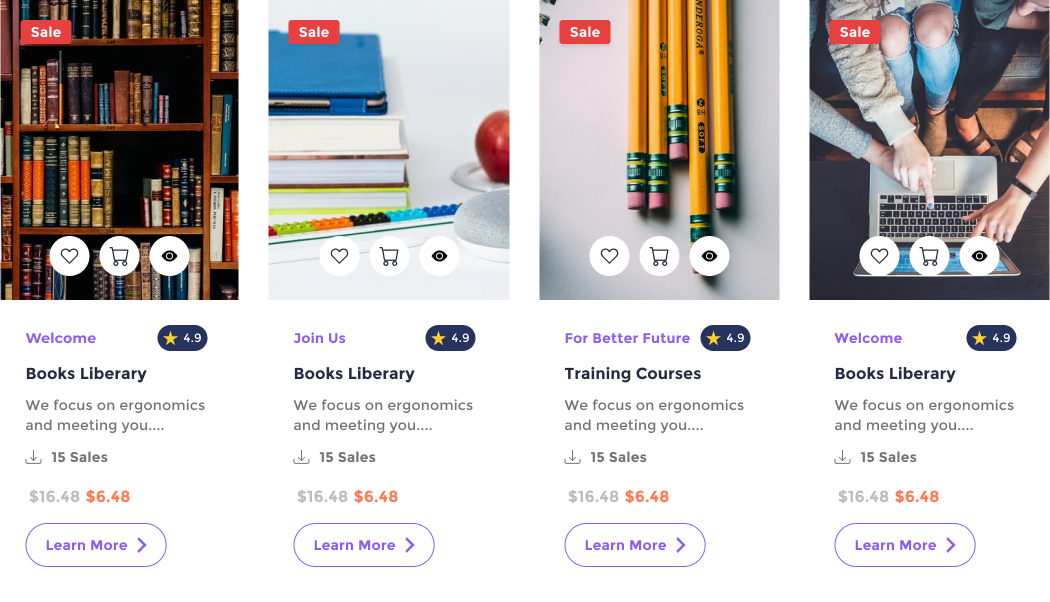 Sale
Sale
Sale
Sale
NDEROGA
HB
SOFT
Welcome
4.9
Books Liberary
We focus on ergonomics
and meeting you....
15 Sales
$16.48 $6.48
Learn More
Join Us
4.9
Books Liberary
We focus on ergonomics
and meeting you....
15 Sales
$16.48 $6.48
Learn More
For Better Future
4.9
Training Courses
We focus on ergonomics
and meeting you....
15 Sales
$16.48 $6.48
Learn More
Welcome
4.9
Books Liberary
We focus on ergonomics
and meeting you....
15 Sales
$16.48 $6.48
Learn More